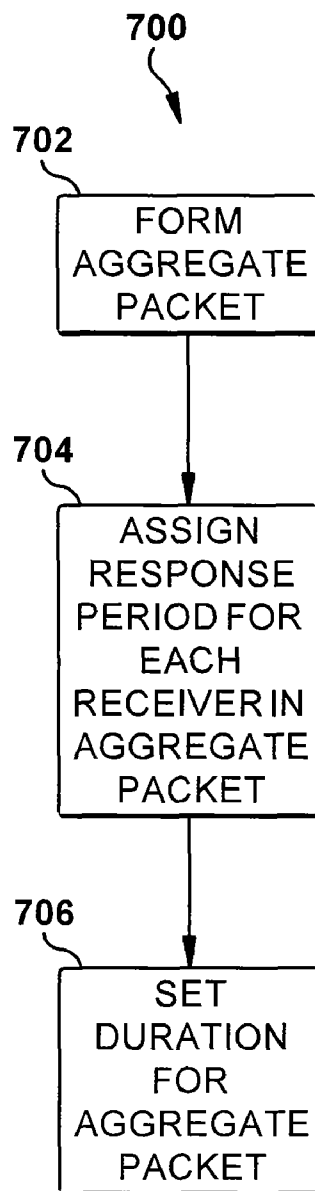 700
702
FORM
AGGREGATE
PACKET
704
ASSIGN
RESPONSE
PERIOD FOR
EACH
RECEIVER IN
AGGREGATE
PACKET
706
SET
DURATION
FOR
AGGREGATE
PACKET